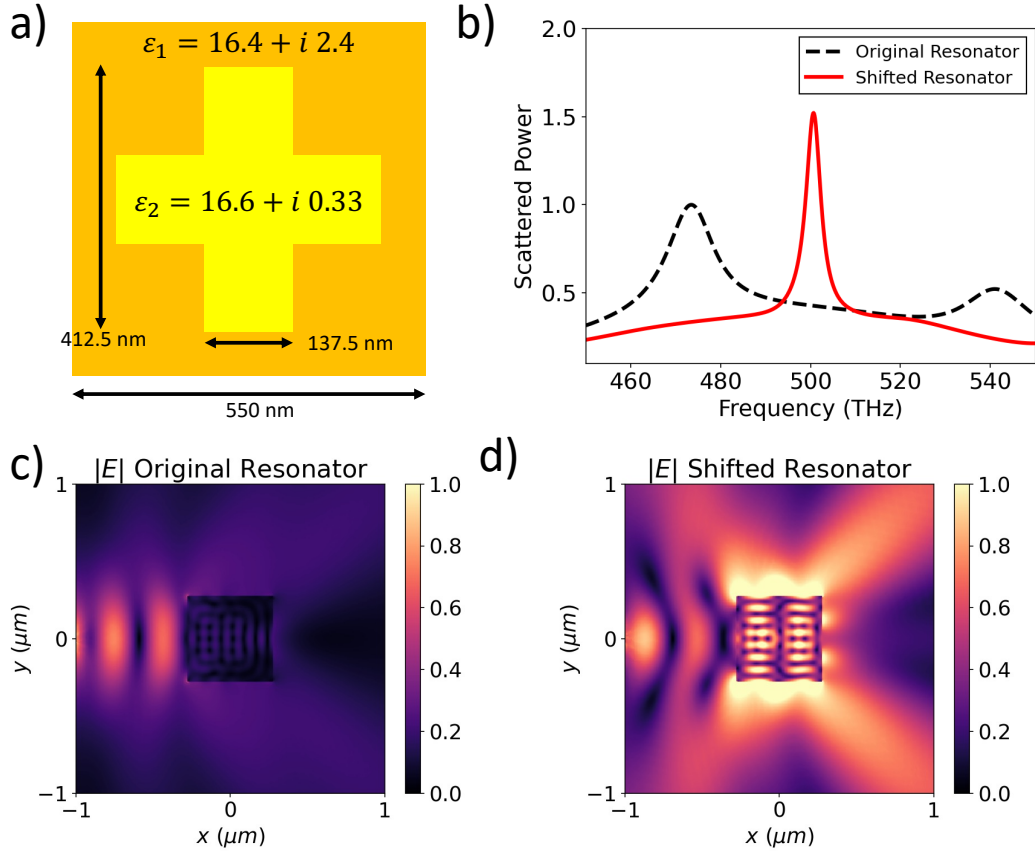 a)
ε₁ = 16.4 + i 2.4
ε₂ = 16.6 + i 0.33
412.5 nm
137.5 nm
550 nm
b)
2.0
1.5
1.0
0.5
Scattered Power
Original Resonator
Shifted Resonator
460 480 500 520 540
Frequency (THz)
c)
|E| Original Resonator
1
0
−1
y (μm)
−1 0 1
x (μm)
1.0
0.8
0.6
0.4
0.2
0.0
d)
|E| Shifted Resonator
1
0
−1
y (μm)
−1 0 1
x (μm)
1.0
0.8
0.6
0.4
0.2
0.0